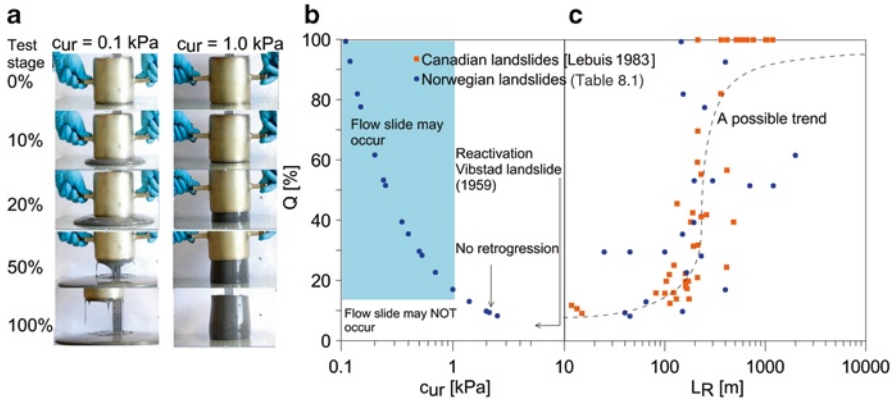 a
Test stage
cur = 0.1 kPa
cur = 1.0 kPa
0%
10%
20%
50%
100%
b
Q [%]
100
80
60
40
20
0
Flow slide may occur
Flow slide may NOT occur
Reactivation
Vibstad landslide
(1959)
No retrogression
0.1
1
cur [kPa]
c
Canadian landslides [Lebuis 1983]
Norwegian landslides (Table 8.1)
A possible trend
10
100
1000
10000
LR [m]